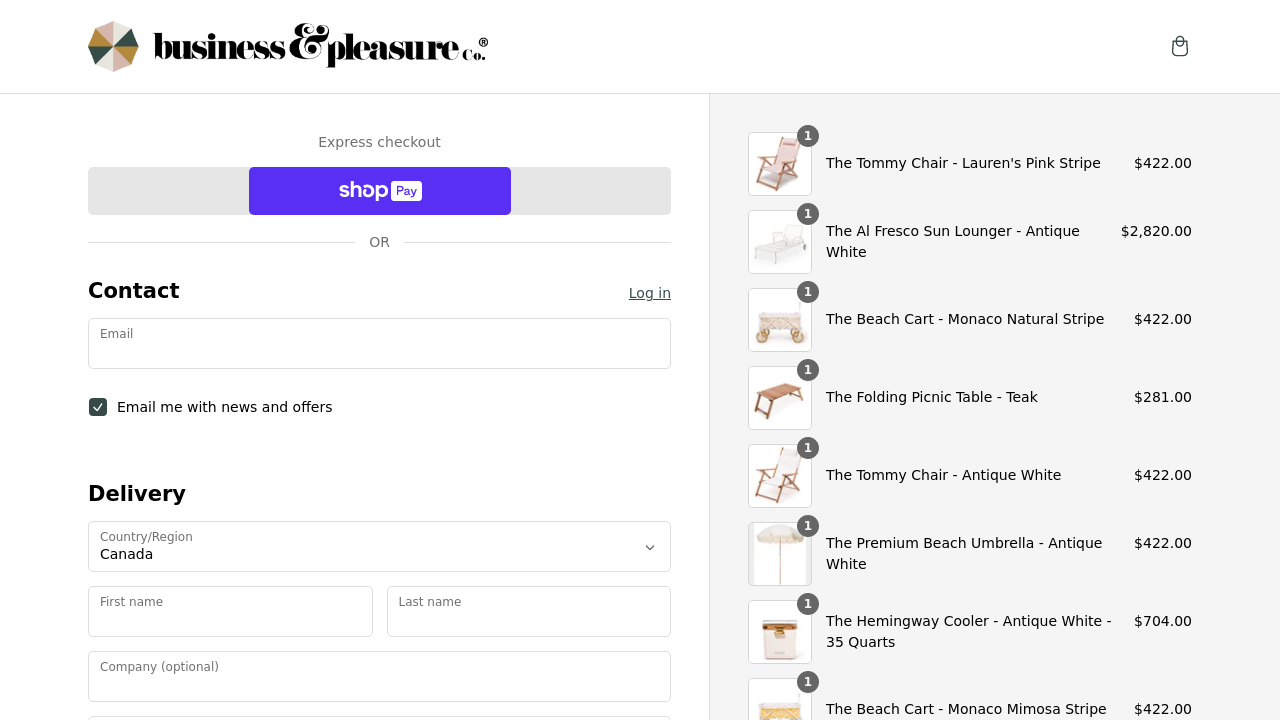 business & pleasure co.®
Express checkout
shop Pay
OR
Contact
Log in
Email
Email me with news and offers
Delivery
Country/Region
Canada
First name
Last name
Company (optional)
1
The Tommy Chair - Lauren's Pink Stripe
$422.00
1
The Al Fresco Sun Lounger - Antique
White
$2,820.00
1
The Beach Cart - Monaco Natural Stripe
$422.00
1
The Folding Picnic Table - Teak
$281.00
1
The Tommy Chair - Antique White
$422.00
1
The Premium Beach Umbrella - Antique
White
$422.00
1
The Hemingway Cooler - Antique White -
35 Quarts
$704.00
1
The Beach Cart - Monaco Mimosa Stripe
$422.00